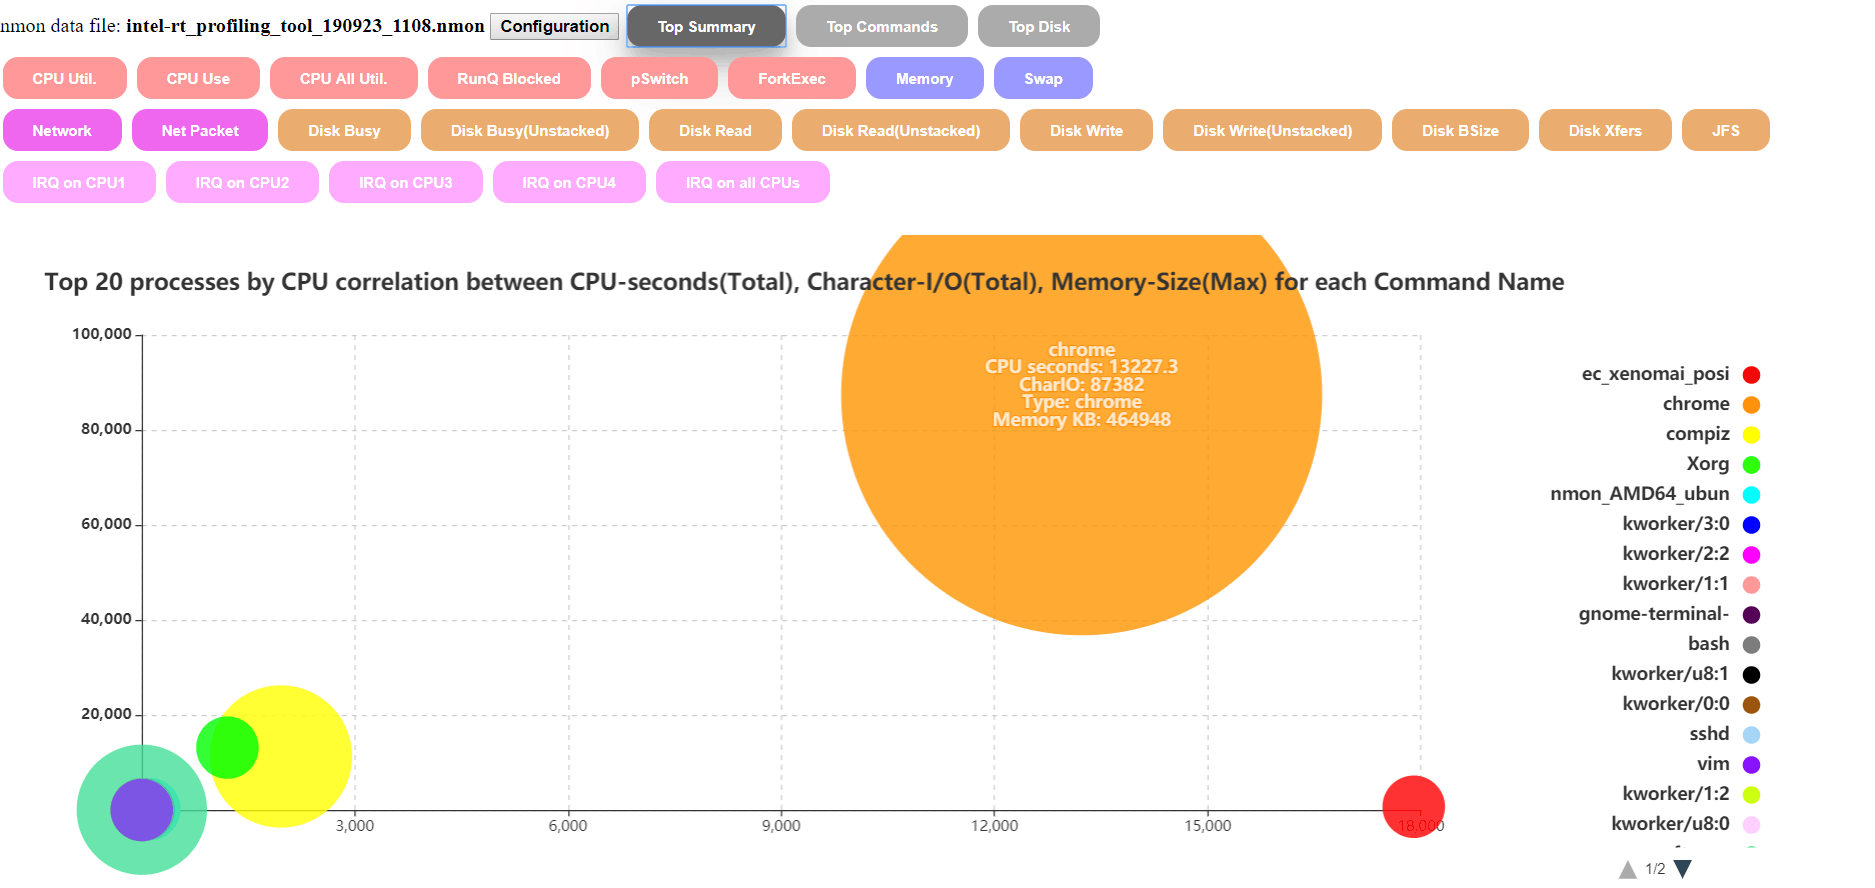 nmon data file: intel-rt_profiling_tool_190923_1108.nmon Configuration Top Summary Top Commands Top Disk
CPU Util. CPU Use CPU All Util. RunQ Blocked pSwitch ForkExec Memory Swap
Network Net Packet Disk Busy Disk Busy(Unstacked) Disk Read Disk Read(Unstacked) Disk Write Disk Write(Unstacked) Disk BSize Disk Xfers JFS
IRQ on CPU1 IRQ on CPU2 IRQ on CPU3 IRQ on CPU4 IRQ on all CPUs
Top 20 processes by CPU correlation between CPU-seconds(Total), Character-I/O(Total), Memory-Size(Max) for each Command Name
100,000
80,000
60,000
40,000
20,000
3,000 6,000 9,000 12,000 15,000 18,000
chrome
CPU seconds: 13227.3
CharIO: 87382
Type: chrome
Memory KB: 464948
ec_xenomai_posi
chrome
compiz
Xorg
nmon_AMD64_ubun
kworker/3:0
kworker/2:2
kworker/1:1
gnome-terminal-
bash
kworker/u8:1
kworker/0:0
sshd
vim
kworker/1:2
kworker/u8:0
1/2